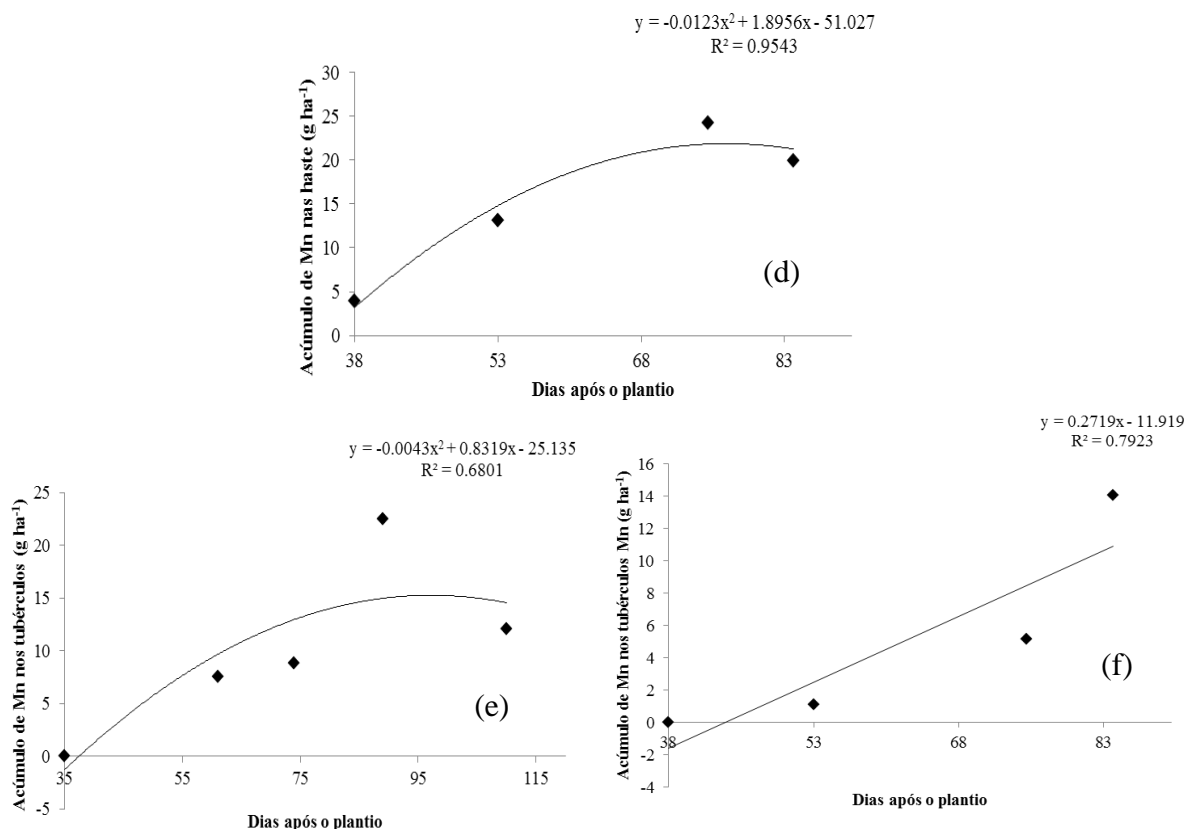 y = -0.0123x² + 1.8956x - 51.027
R² = 0.9543
Acúmulo de Mn nas haste (g ha⁻¹)
30
25
20
15
10
5
0
38 53 68 83
Dias após o plantio
(d)
y = -0.0043x² + 0.8319x - 25.135
R² = 0.6801
Acúmulo de Mn nos tubérculos (g ha⁻¹)
25
20
15
10
5
0
-5
35 55 75 95 115
Dias após o plantio
(e)
y = 0.2719x - 11.919
R² = 0.7923
Acúmulo de Mn nos tubérculos Mn (g ha⁻¹)
16
14
12
10
8
6
4
2
0
-2
-4
38 53 68 83
Dias após o plantio
(f)